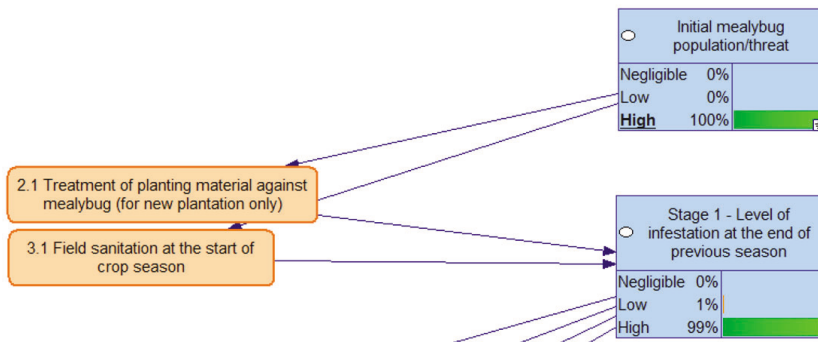 Initial mealybug
population/threat
Negligible 0%
Low 0%
High 100%
2.1 Treatment of planting material against
mealybug (for new plantation only)
3.1 Field sanitation at the start of
crop season
Stage 1 - Level of
infestation at the end of
previous season
Negligible 0%
Low 1%
High 99%